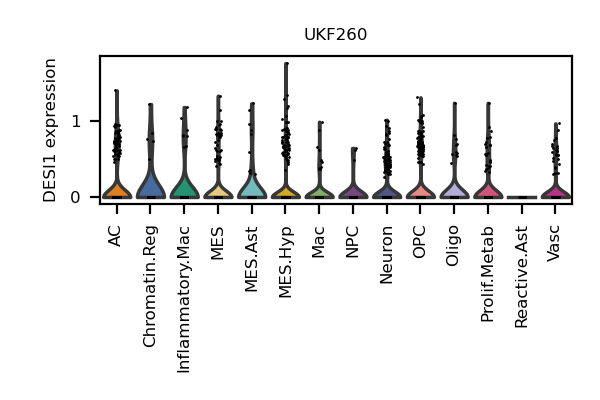 UKF260
DESI1 expression
1
0
AC
Chromatin.Reg
Inflammatory.Mac
MES
MES.Ast
MES.Hyp
Mac
NPC
Neuron
OPC
Oligo
Prolif.Metab
Reactive.Ast
Vasc